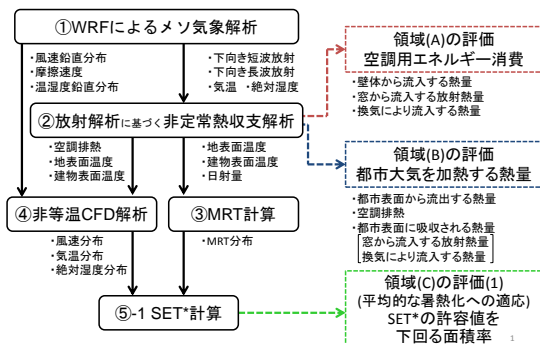 ①WRFによるメソ気象解析
・風速鉛直分布
・摩擦速度
・温湿度鉛直分布
・下向き短波放射
・下向き長波放射
・気温 ・絶対湿度
②放射解析に基づく非定常熱収支解析
・空調排熱
・地表面温度
・建物表面温度
・地表面温度
・建物表面温度
・日射量
④非等温CFD解析
③MRT計算
・風速分布
・気温分布
・絶対湿度分布
・MRT分布
⑤-1 SET*計算
領域(A)の評価
空調用エネルギー消費
・壁体から流入する熱量
・窓から流入する放射熱量
・換気により流入する熱量
領域(B)の評価
都市大気を加熱する熱量
・都市表面から流出する熱量
・空調排熱
・都市表面に吸収される熱量
窓から流入する放射熱量
換気により流入する熱量
領域(C)の評価(1)
(平均的な暑熱化への適応)
SET*の許容値を
下回る面積率
1